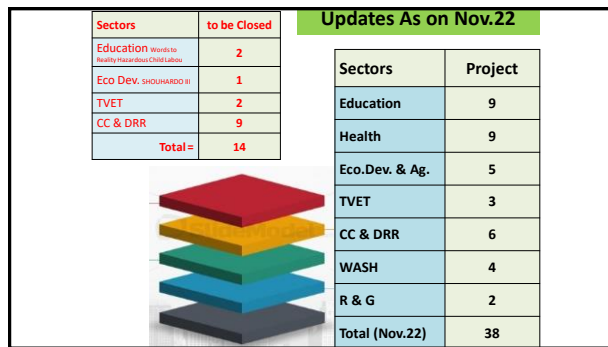 Sectors to be Closed
Education Words to
Reality Hazardous Child Labou
2
Eco Dev. SHOUHARDO III 1
TVET 2
CC & DRR 9
Total = 14
Updates As on Nov.22
Sectors Project
Education 9
Health 9
Eco.Dev. & Ag. 5
TVET 3
CC & DRR 6
WASH 4
R & G 2
Total (Nov.22) 38
SlideModel